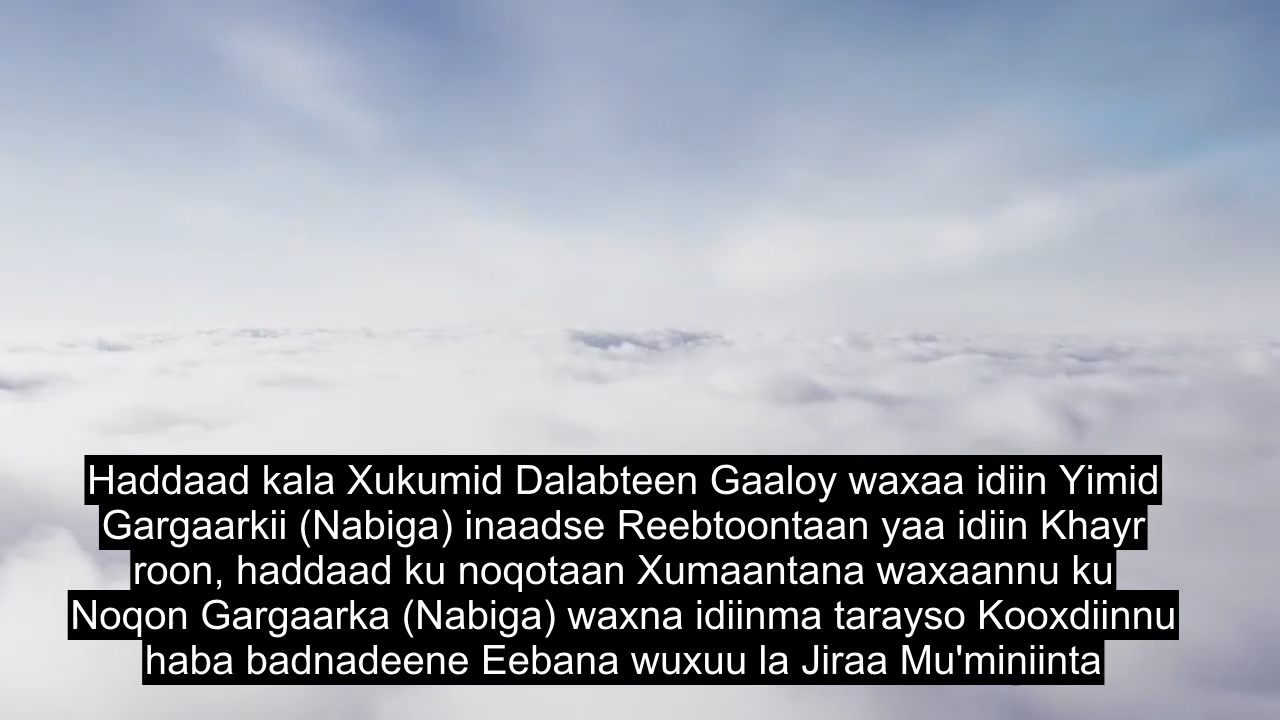 Haddaad kala Xukumid Dalabteen Gaaloy waxaa idiin Yimid
Gargaarkii (Nabiga) inaadse Reebtoontaan yaa idiin Khayr
roon, haddaad ku noqotaan Xumaantana waxaannu ku
Noqon Gargaarka (Nabiga) waxna idiinma tarayso Kooxdiinnu
haba badnadeene Eebana wuxuu la Jiraa Mu'miniinta